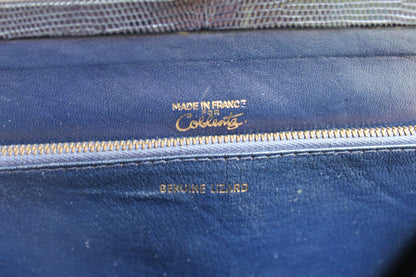 MADE IN FRANCE
FOR
Coblentz
GENUINE LIZARD